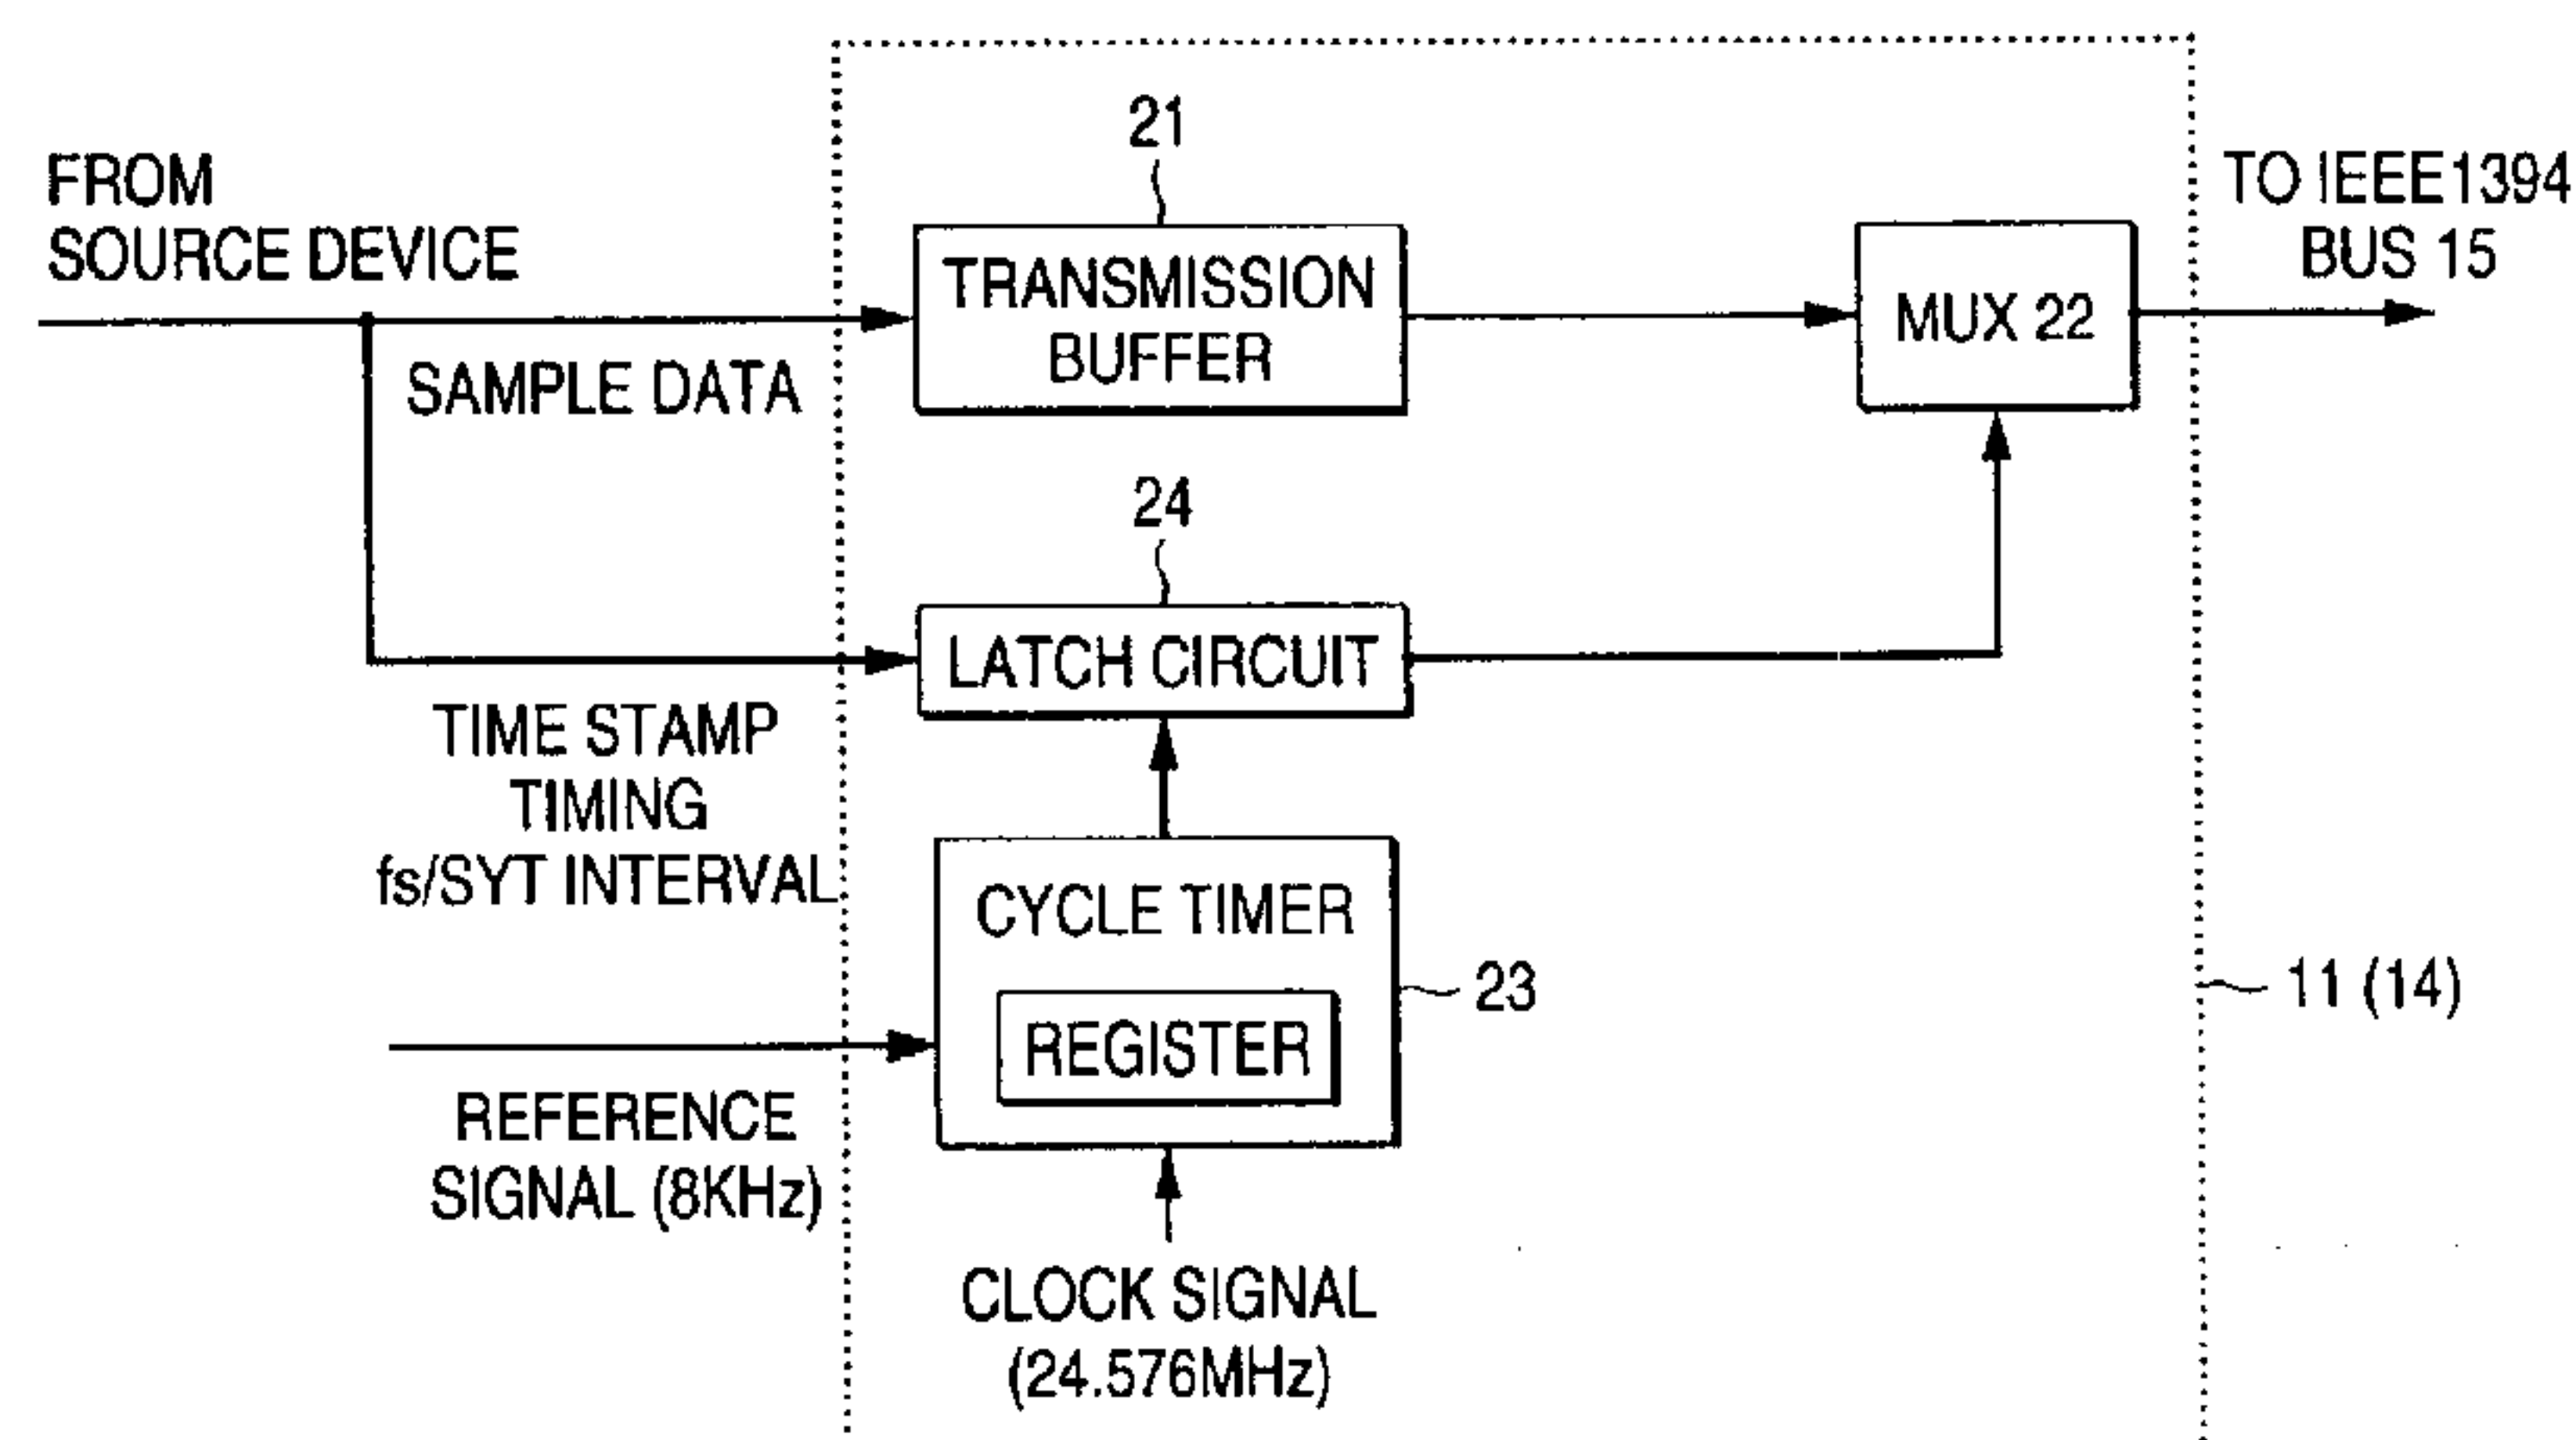 21
FROM
SOURCE DEVICE
TO IEEE1394
BUS 15
TRANSMISSION
BUFFER
MUX 22
SAMPLE DATA
24
LATCH CIRCUIT
TIME STAMP
TIMING
fs/SYT INTERVAL
CYCLE TIMER
23
11 (14)
REGISTER
REFERENCE
SIGNAL (8KHz)
CLOCK SIGNAL
(24.576MHz)